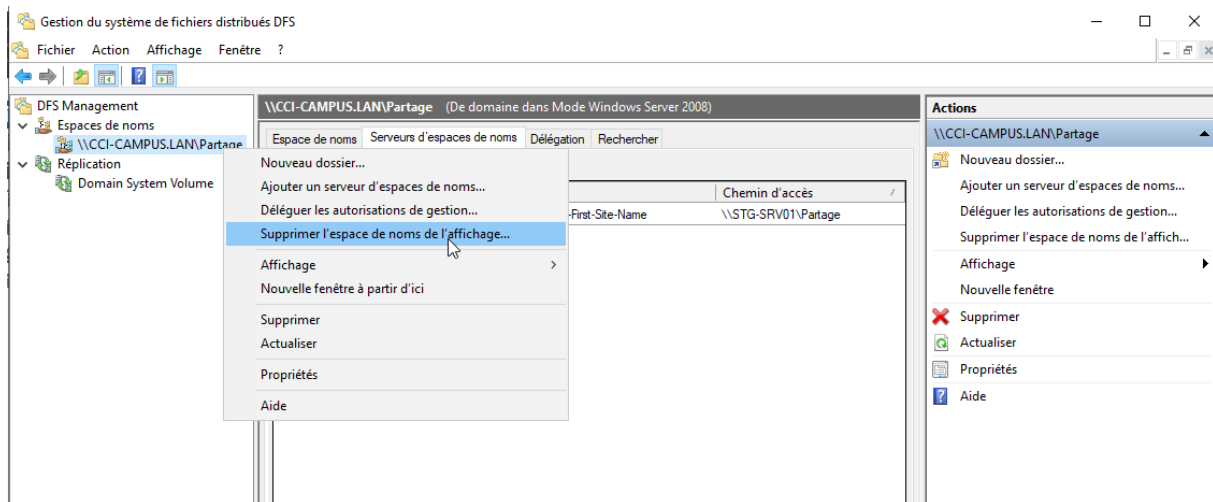 Gestion du système de fichiers distribués DFS
Fichier Action Affichage Fenêtre ?
DFS Management
Espaces de noms
\\CCI-CAMPUS.LAN\Partage
Réplication
Domain System Volume
\\CCI-CAMPUS.LAN\Partage (De domaine dans Mode Windows Server 2008)
Espace de noms Serveurs d'espaces de noms Délégation Rechercher
Chemin d'accès
-First-Site-Name \\STG-SRV01\Partage
Nouveau dossier...
Ajouter un serveur d'espaces de noms...
Déléguer les autorisations de gestion...
Supprimer l'espace de noms de l'affichage...
Affichage
Nouvelle fenêtre à partir d'ici
Supprimer
Actualiser
Propriétés
Aide
Actions
\\CCI-CAMPUS.LAN\Partage
Nouveau dossier...
Ajouter un serveur d'espaces de noms...
Déléguer les autorisations de gestion...
Supprimer l'espace de noms de l'affich...
Affichage
Nouvelle fenêtre
Supprimer
Actualiser
Propriétés
Aide